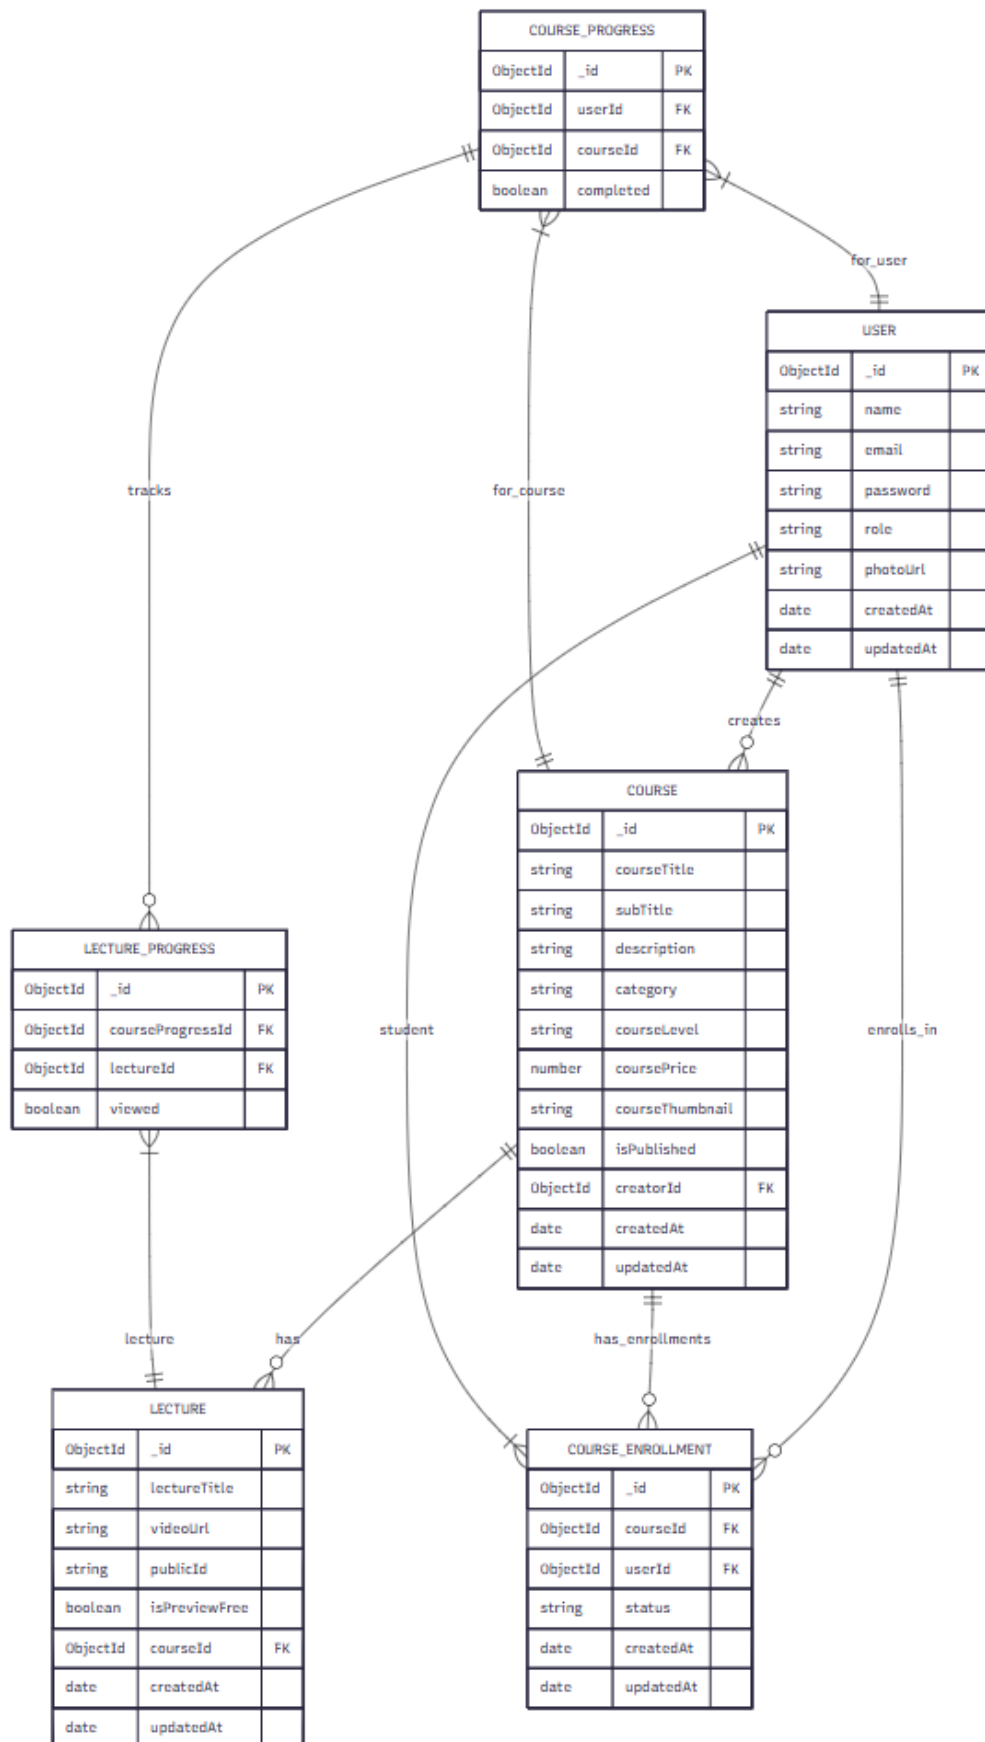 COURSE_PROGRESS
ObjectId _id PK
ObjectId userId FK
ObjectId courseId FK
boolean completed
for_user
USER
ObjectId _id PK
string name
string email
string password
string role
string photoUrl
date createdAt
date updatedAt
tracks
for_course
creates
COURSE
ObjectId _id PK
string courseTitle
string subTitle
string description
string category
string courseLevel
number coursePrice
string courseThumbnail
boolean isPublished
ObjectId creatorId FK
date createdAt
date updatedAt
LECTURE_PROGRESS
ObjectId _id PK
ObjectId courseProgressId FK
ObjectId lectureId FK
boolean viewed
student
enrolls_in
lecture
has
has_enrollments
LECTURE
ObjectId _id PK
string lectureTitle
string videoUrl
string publicId
boolean isPreviewFree
ObjectId courseId FK
date createdAt
date updatedAt
COURSE_ENROLLMENT
ObjectId _id PK
ObjectId courseId FK
ObjectId userId FK
string status
date createdAt
date updatedAt